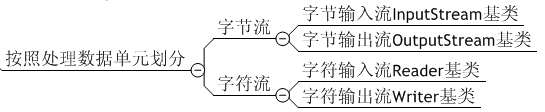 按照处理数据单元划分
字节流
字节输入流InputStream基类
字节输出流OutputStream基类
字符流
字符输入流Reader基类
字符输出流Writer基类